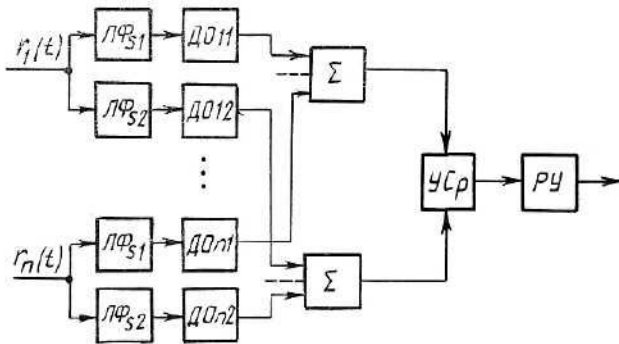 r₁(t)
ЛФs1
ДО11
Σ
ЛФs2
ДО12
УСр
РУ
rₙ(t)
ЛФs1
ДОn1
Σ
ЛФs2
ДОn2